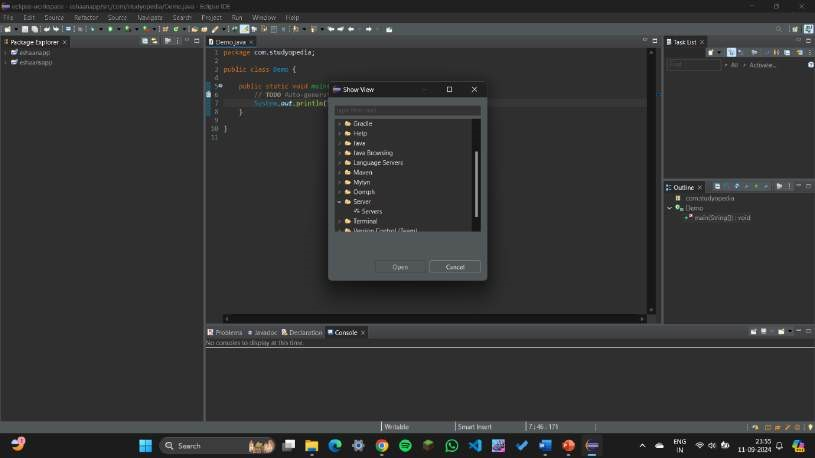 eclipse-workspace - eshaanapp/src/com/studyopedia/Demo.java - Eclipse IDE
File Edit Source Refactor Source Navigate Search Project Run Window Help
Package Explorer
eshaanapp
eshaansapp
Demo.java
1 package com.studyopedia;
2
3 public class Demo {
4
5 public static void main
6 // TODO Auto-generat
7 System.out.println("
8 }
9
10 }
11
Show View
type filter text
Gradle
Help
Java
Java Browsing
Language Servers
Maven
Mylyn
Oomph
Server
Servers
Terminal
Version Control (Team)
Open
Cancel
Task List
Find
All
Activate...
Outline
com.studyopedia
Demo
main(String[]) : void
Problems Javadoc Declaration Console
No consoles to display at this time.
Writable
Smart Insert
7 : 46 : 171
Search
ENG
IN
23:55
11-09-2024